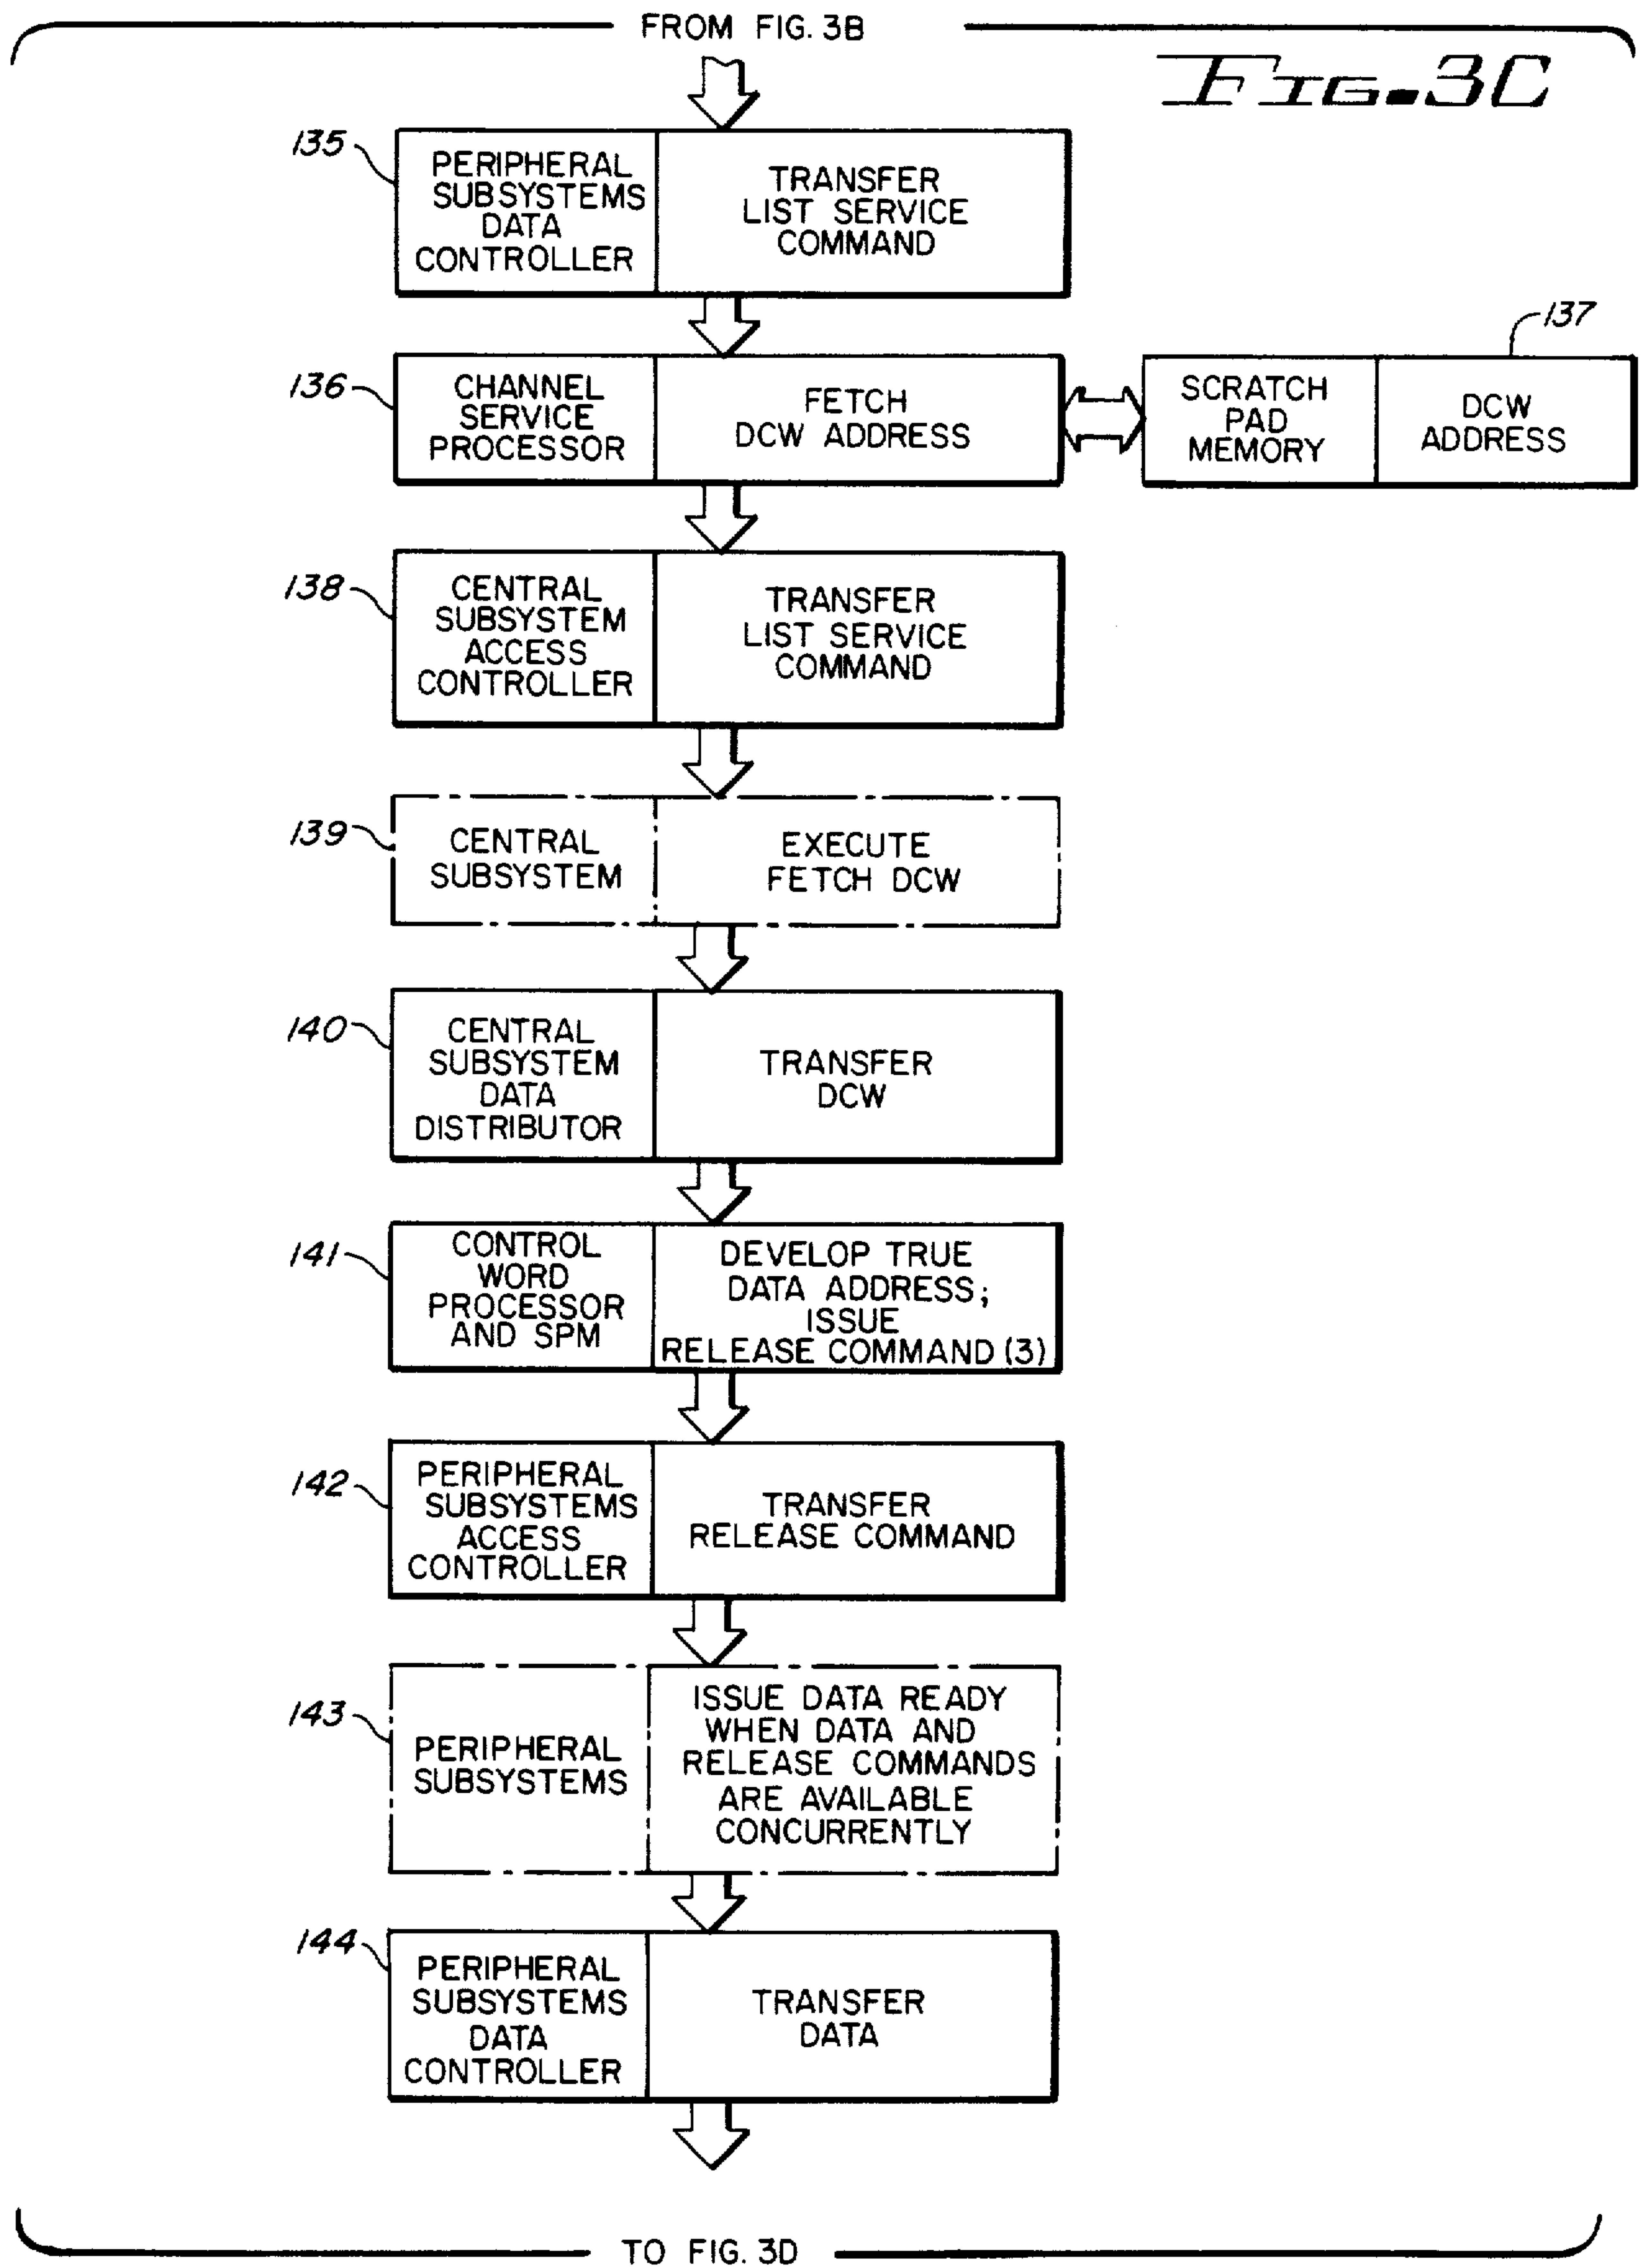 FROM FIG. 3B
FIG. 3C
135
PERIPHERAL
SUBSYSTEMS
DATA
CONTROLLER
TRANSFER
LIST SERVICE
COMMAND
136
CHANNEL
SERVICE
PROCESSOR
FETCH
DCW ADDRESS
137
SCRATCH
PAD
MEMORY
DCW
ADDRESS
138
CENTRAL
SUBSYSTEM
ACCESS
CONTROLLER
TRANSFER
LIST SERVICE
COMMAND
139
CENTRAL
SUBSYSTEM
EXECUTE
FETCH DCW
140
CENTRAL
SUBSYSTEM
DATA
DISTRIBUTOR
TRANSFER
DCW
141
CONTROL
WORD
PROCESSOR
AND SPM
DEVELOP TRUE
DATA ADDRESS;
ISSUE
RELEASE COMMAND (3)
142
PERIPHERAL
SUBSYSTEMS
ACCESS
CONTROLLER
TRANSFER
RELEASE COMMAND
143
PERIPHERAL
SUBSYSTEMS
ISSUE DATA READY
WHEN DATA AND
RELEASE COMMANDS
ARE AVAILABLE
CONCURRENTLY
144
PERIPHERAL
SUBSYSTEMS
DATA
CONTROLLER
TRANSFER
DATA
TO FIG. 3D